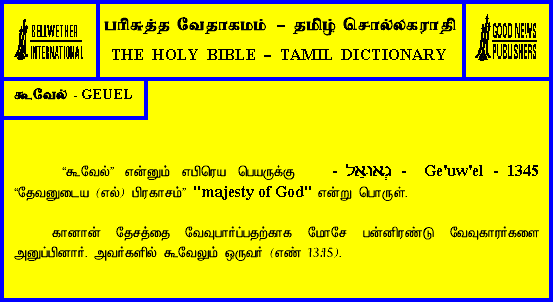 BELLWETHER
INTERNATIONAL
பரிசுத்த வேதாகமம் – தமிழ் சொல்லகராதி
THE HOLY BIBLE – TAMIL DICTIONARY
GOOD NEWS
PUBLISHERS
கூவேல் - GEUEL
“கூவேல்” என்னும் எபிரெய பெயருக்கு - גְּאוּאֵל - Ge'uw'el - 1345
“தேவனுடைய (எல்) பிரகாசம்” "majesty of God" என்று பொருள்.
கானான் தேசத்தை வேவுபார்ப்பதற்காக மோசே பன்னிரண்டு வேவுகாரர்களை
அனுப்பினார். அவர்களில் கூவேலும் ஒருவர் (எண் 13:15).